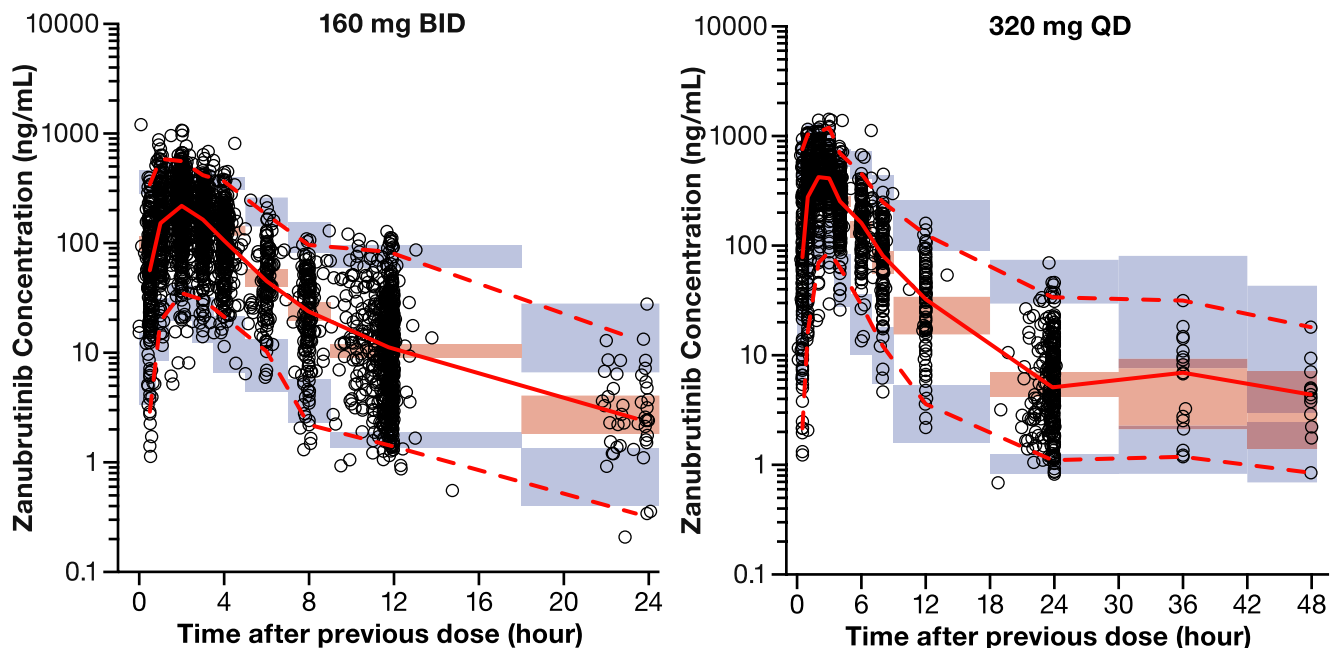 160 mg BID
Zanubrutinib Concentration (ng/mL)
10000
1000
100
10
1
0.1
0 4 8 12 16 20 24
Time after previous dose (hour)
320 mg QD
Zanubrutinib Concentration (ng/mL)
10000
1000
100
10
1
0.1
0 6 12 18 24 30 36 42 48
Time after previous dose (hour)